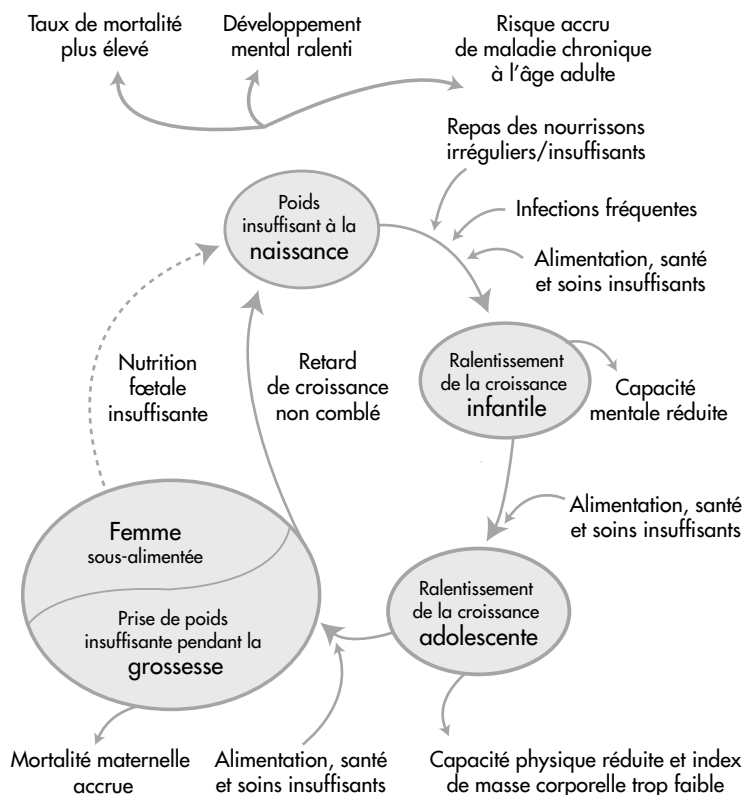 Taux de mortalité
plus élevé
Développement
mental ralenti
Risque accru
de maladie chronique
à l'âge adulte
Repas des nourrissons
irréguliers/insuffisants
Poids
insuffisant à la
naissance
Infections fréquentes
Alimentation, santé
et soins insuffisants
Nutrition
fœtale
insuffisante
Retard
de croissance
non comblé
Ralentissement
de la croissance
infantile
Capacité
mentale réduite
Alimentation, santé
et soins insuffisants
Femme
sous-alimentée
Prise de poids
insuffisante pendant la
grossesse
Ralentissement
de la croissance
adolescente
Mortalité maternelle
accrue
Alimentation, santé
et soins insuffisants
Capacité physique réduite et index
de masse corporelle trop faible